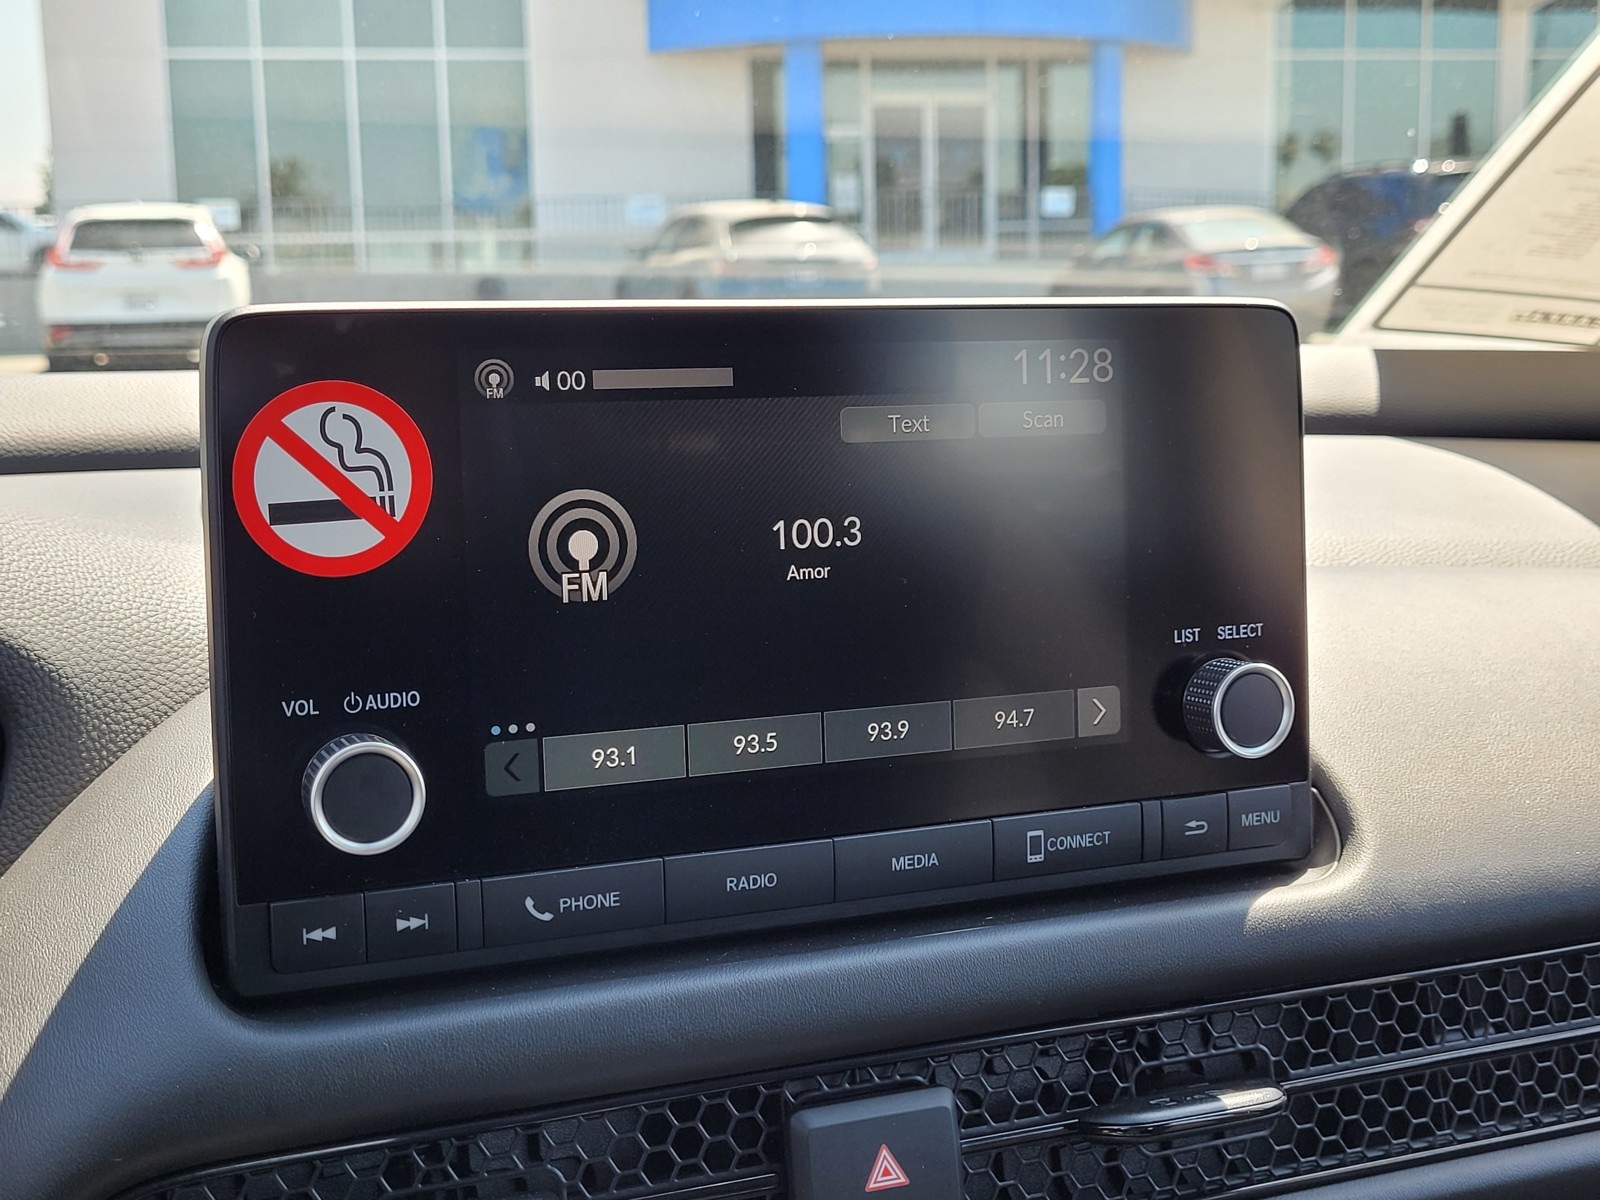 FM 00 11:28
Text Scan
100.3
FM
Amor
LIST SELECT
VOL AUDIO
93.1 93.5 93.9 94.7
PHONE RADIO MEDIA CONNECT MENU